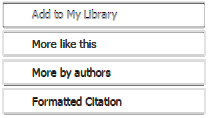 Add to My Library
More like this
More by authors
Formatted Citation